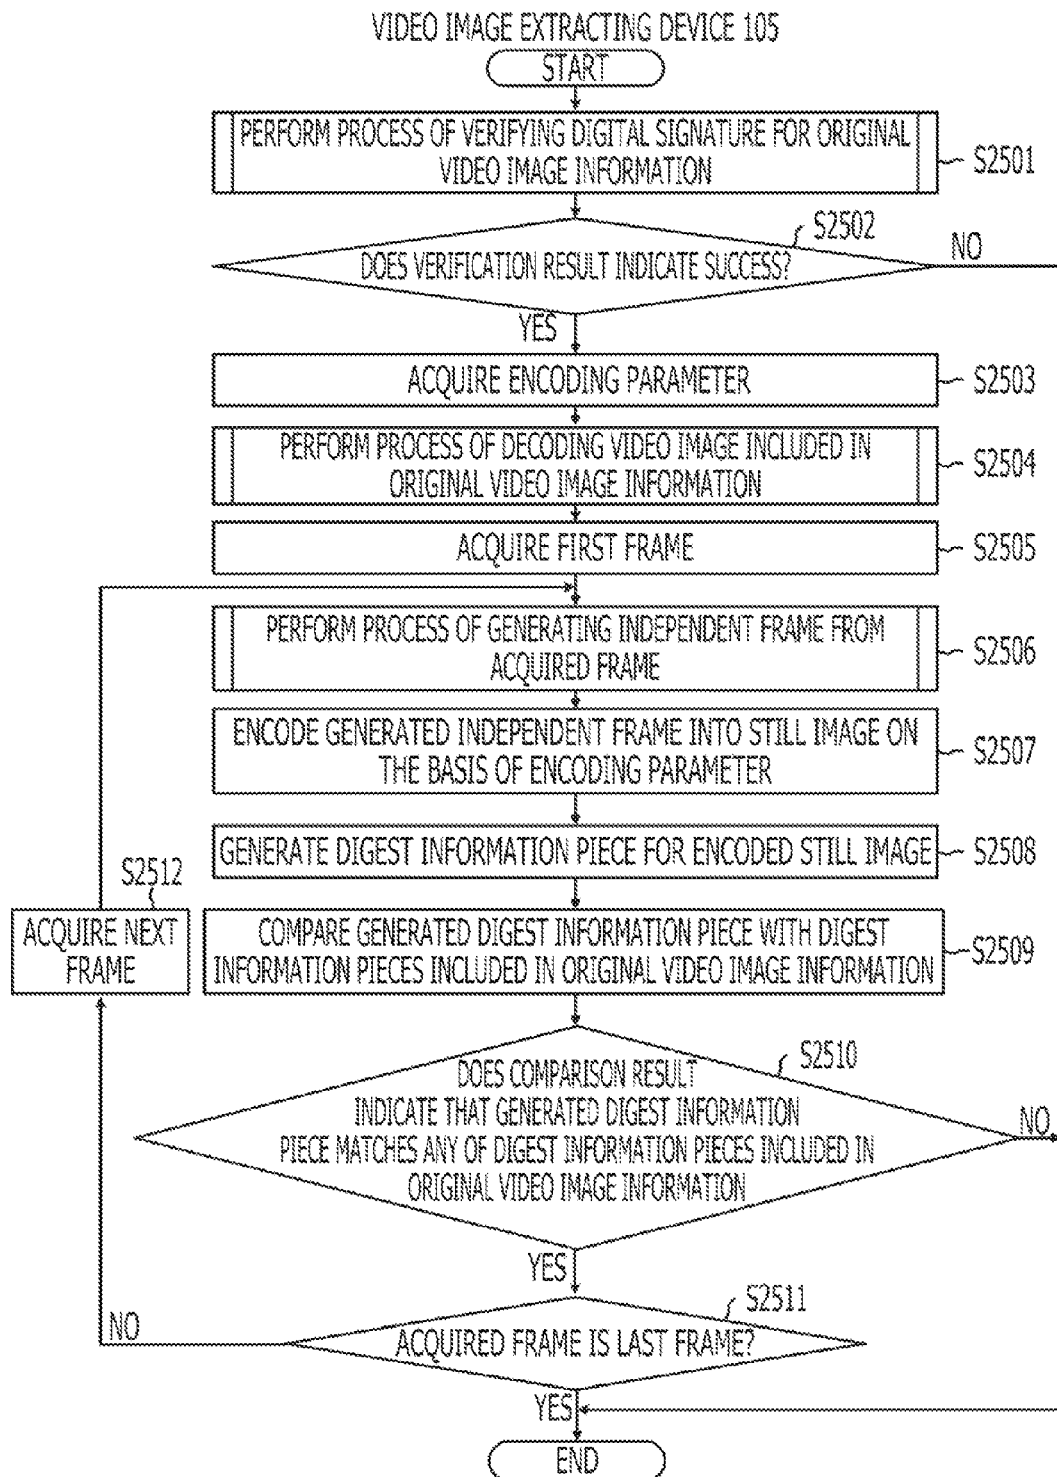 VIDEO IMAGE EXTRACTING DEVICE 105
START
PERFORM PROCESS OF VERIFYING DIGITAL SIGNATURE FOR ORIGINAL
VIDEO IMAGE INFORMATION
S2501
S2502
DOES VERIFICATION RESULT INDICATE SUCCESS?
NO
YES
ACQUIRE ENCODING PARAMETER
S2503
PERFORM PROCESS OF DECODING VIDEO IMAGE INCLUDED IN
ORIGINAL VIDEO IMAGE INFORMATION
S2504
ACQUIRE FIRST FRAME
S2505
PERFORM PROCESS OF GENERATING INDEPENDENT FRAME FROM
ACQUIRED FRAME
S2506
ENCODE GENERATED INDEPENDENT FRAME INTO STILL IMAGE ON
THE BASIS OF ENCODING PARAMETER
S2507
GENERATE DIGEST INFORMATION PIECE FOR ENCODED STILL IMAGE
S2508
S2512
ACQUIRE NEXT
FRAME
COMPARE GENERATED DIGEST INFORMATION PIECE WITH DIGEST
INFORMATION PIECES INCLUDED IN ORIGINAL VIDEO IMAGE INFORMATION
S2509
S2510
DOES COMPARISON RESULT
INDICATE THAT GENERATED DIGEST INFORMATION
PIECE MATCHES ANY OF DIGEST INFORMATION PIECES INCLUDED IN
ORIGINAL VIDEO IMAGE INFORMATION
NO
YES
S2511
ACQUIRED FRAME IS LAST FRAME?
NO
YES
END